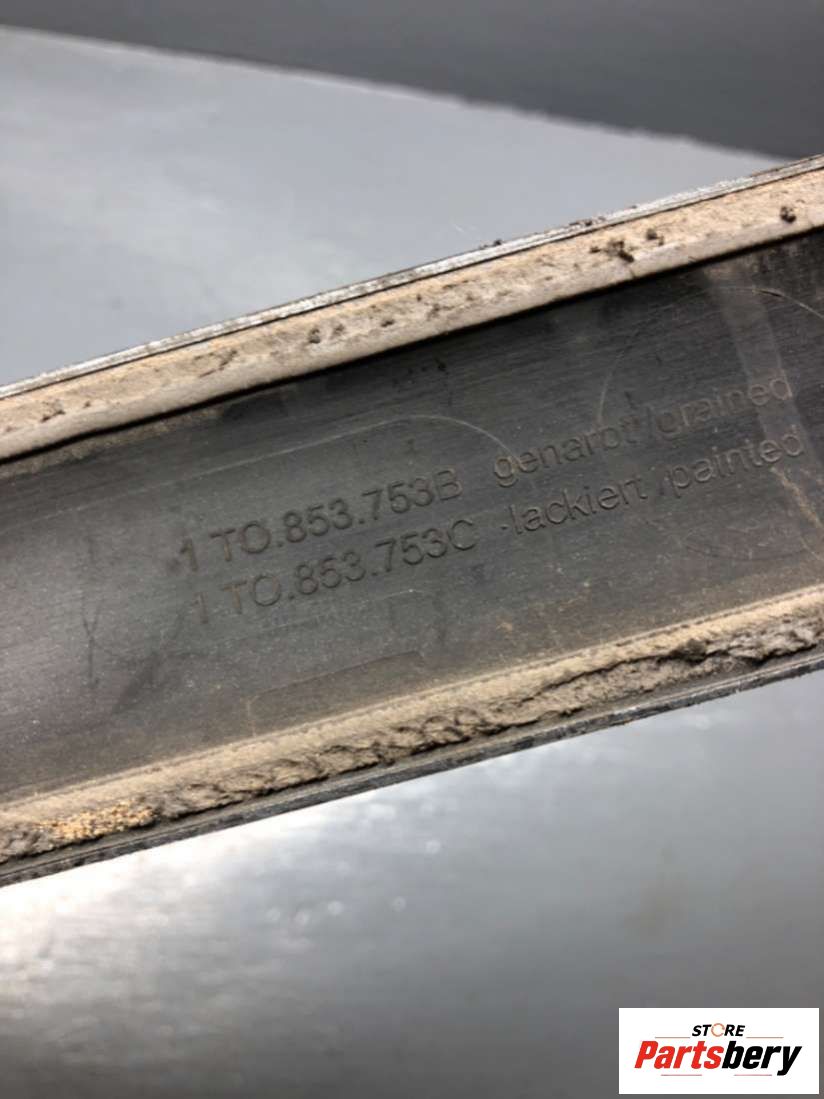 1 TO.853.753B genarbt / grained
1 TO.853.753C -lackiert / painted
STORE
Partsbery